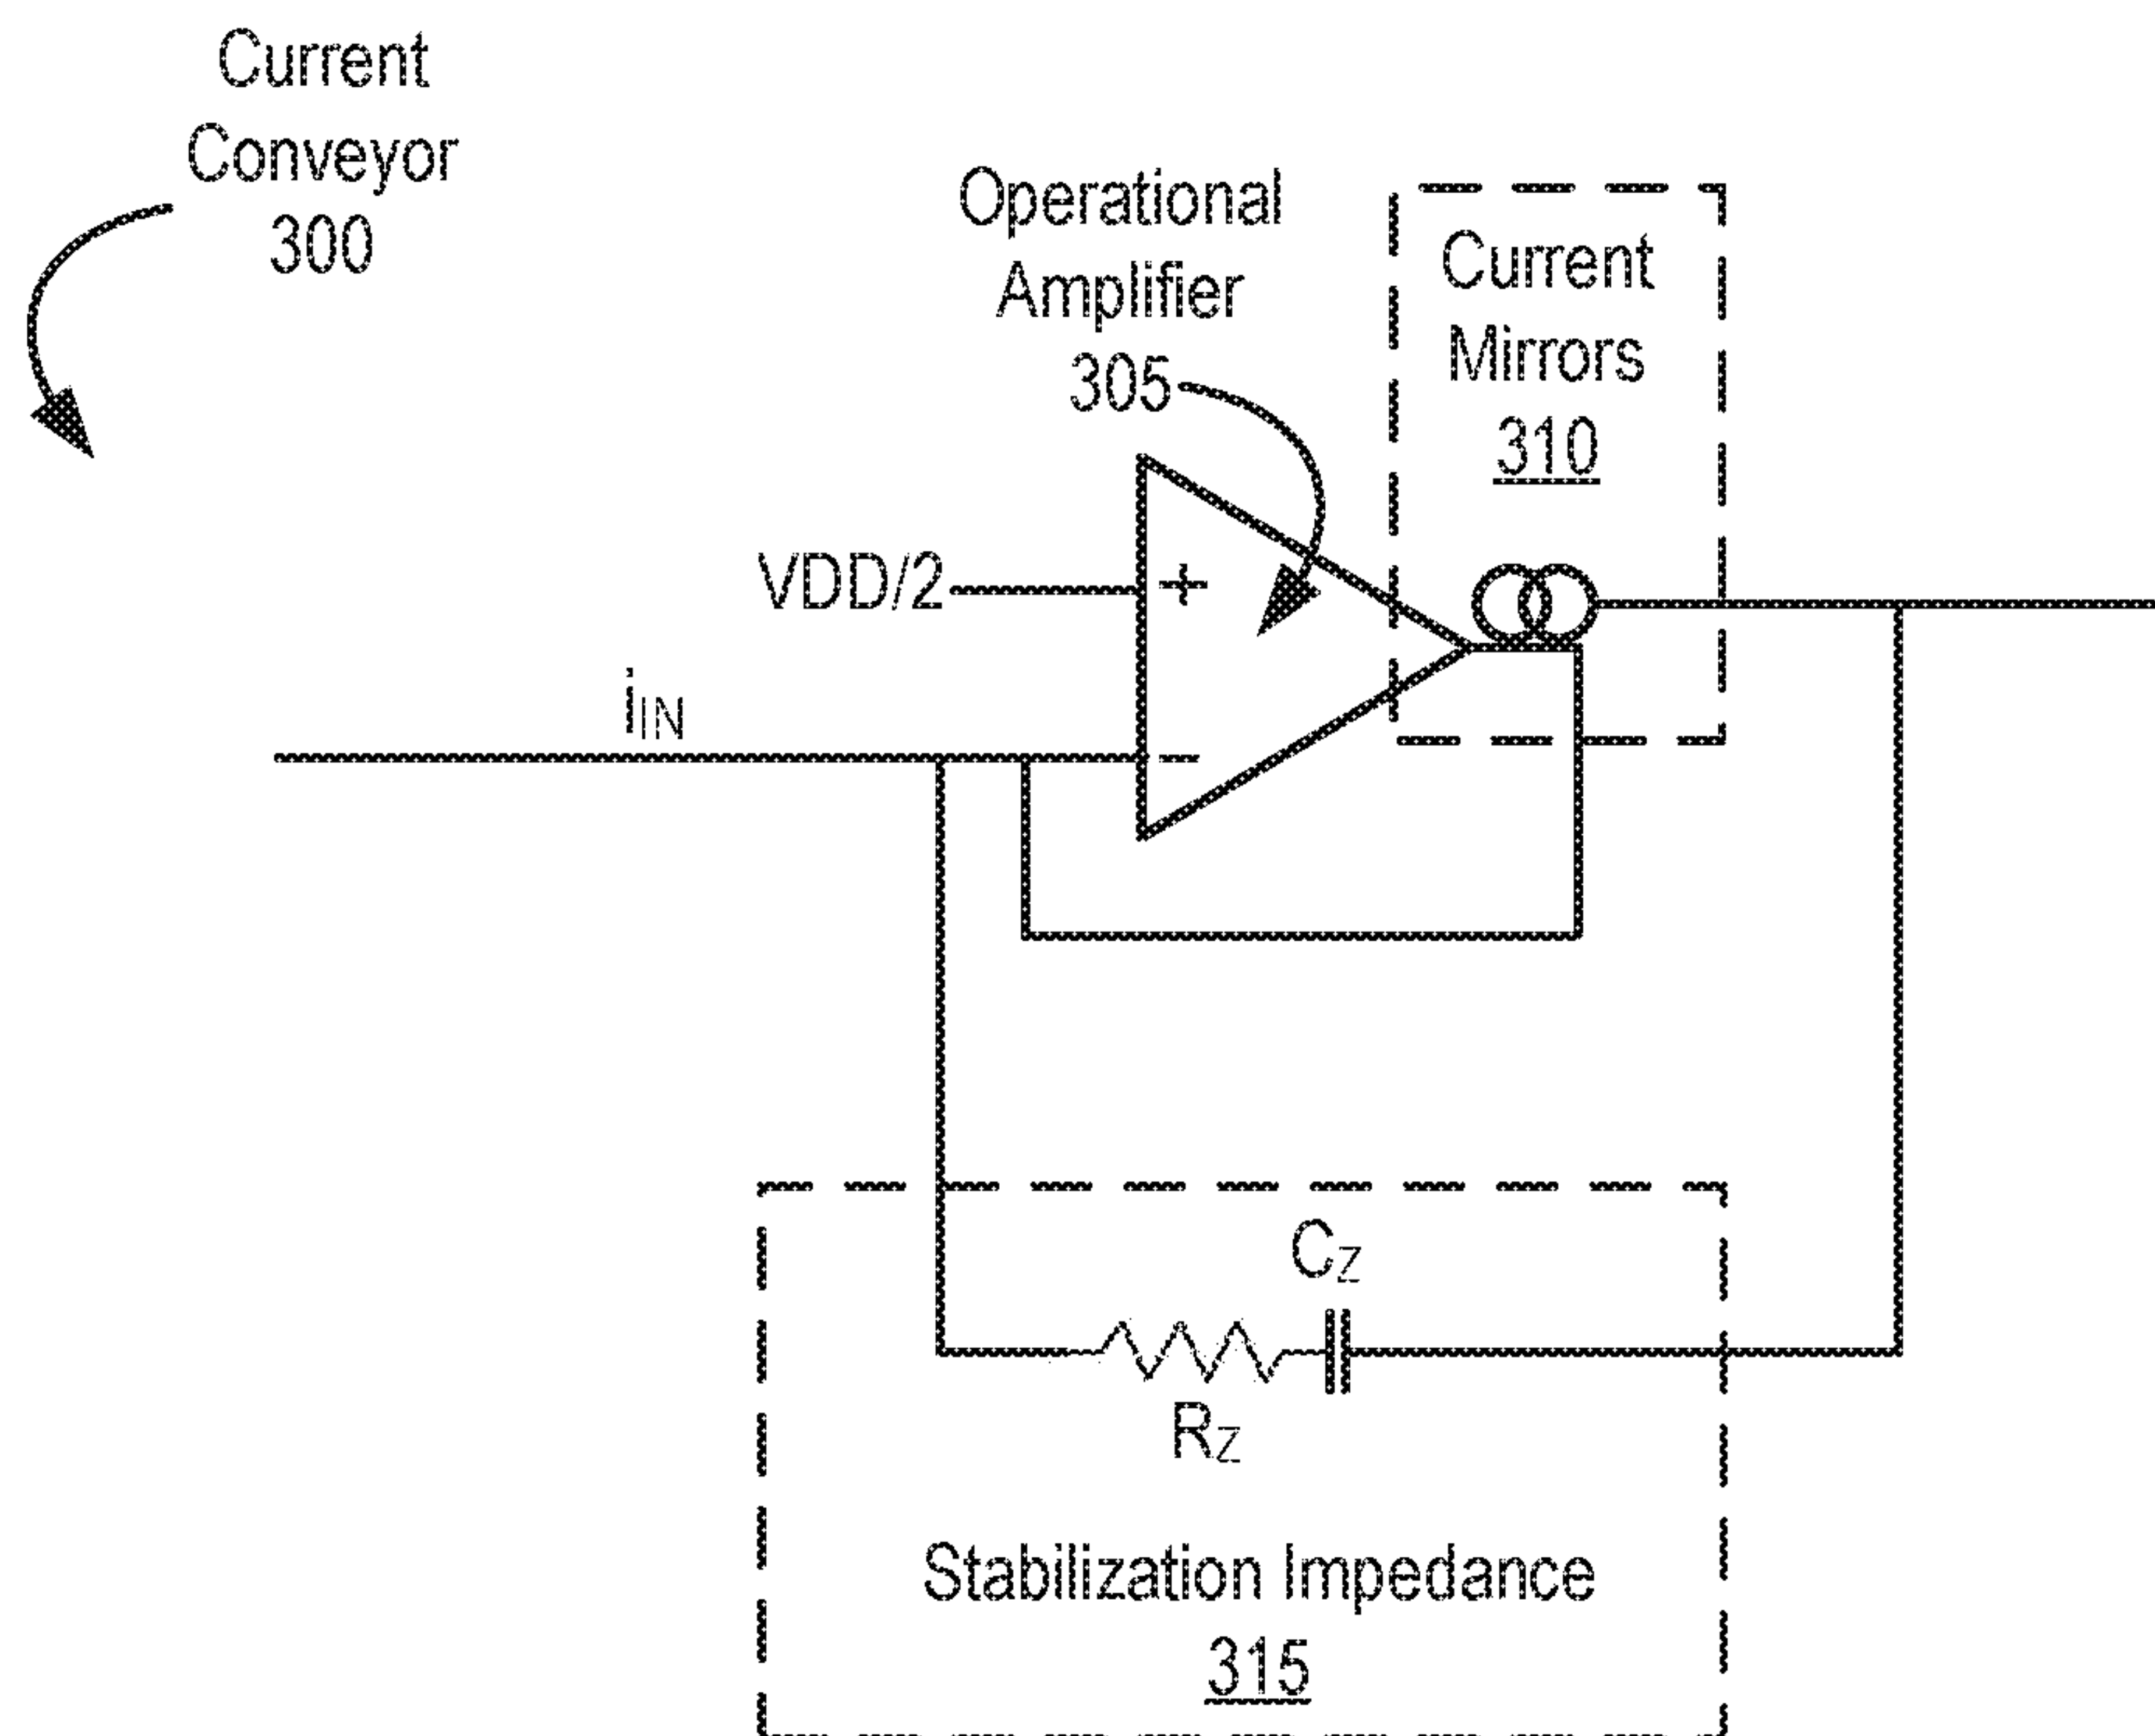 Current
Conveyor
300
Operational
Amplifier
305
Current
Mirrors
310
VDD/2
+
iIN
−
CZ
RZ
Stabilization Impedance
315